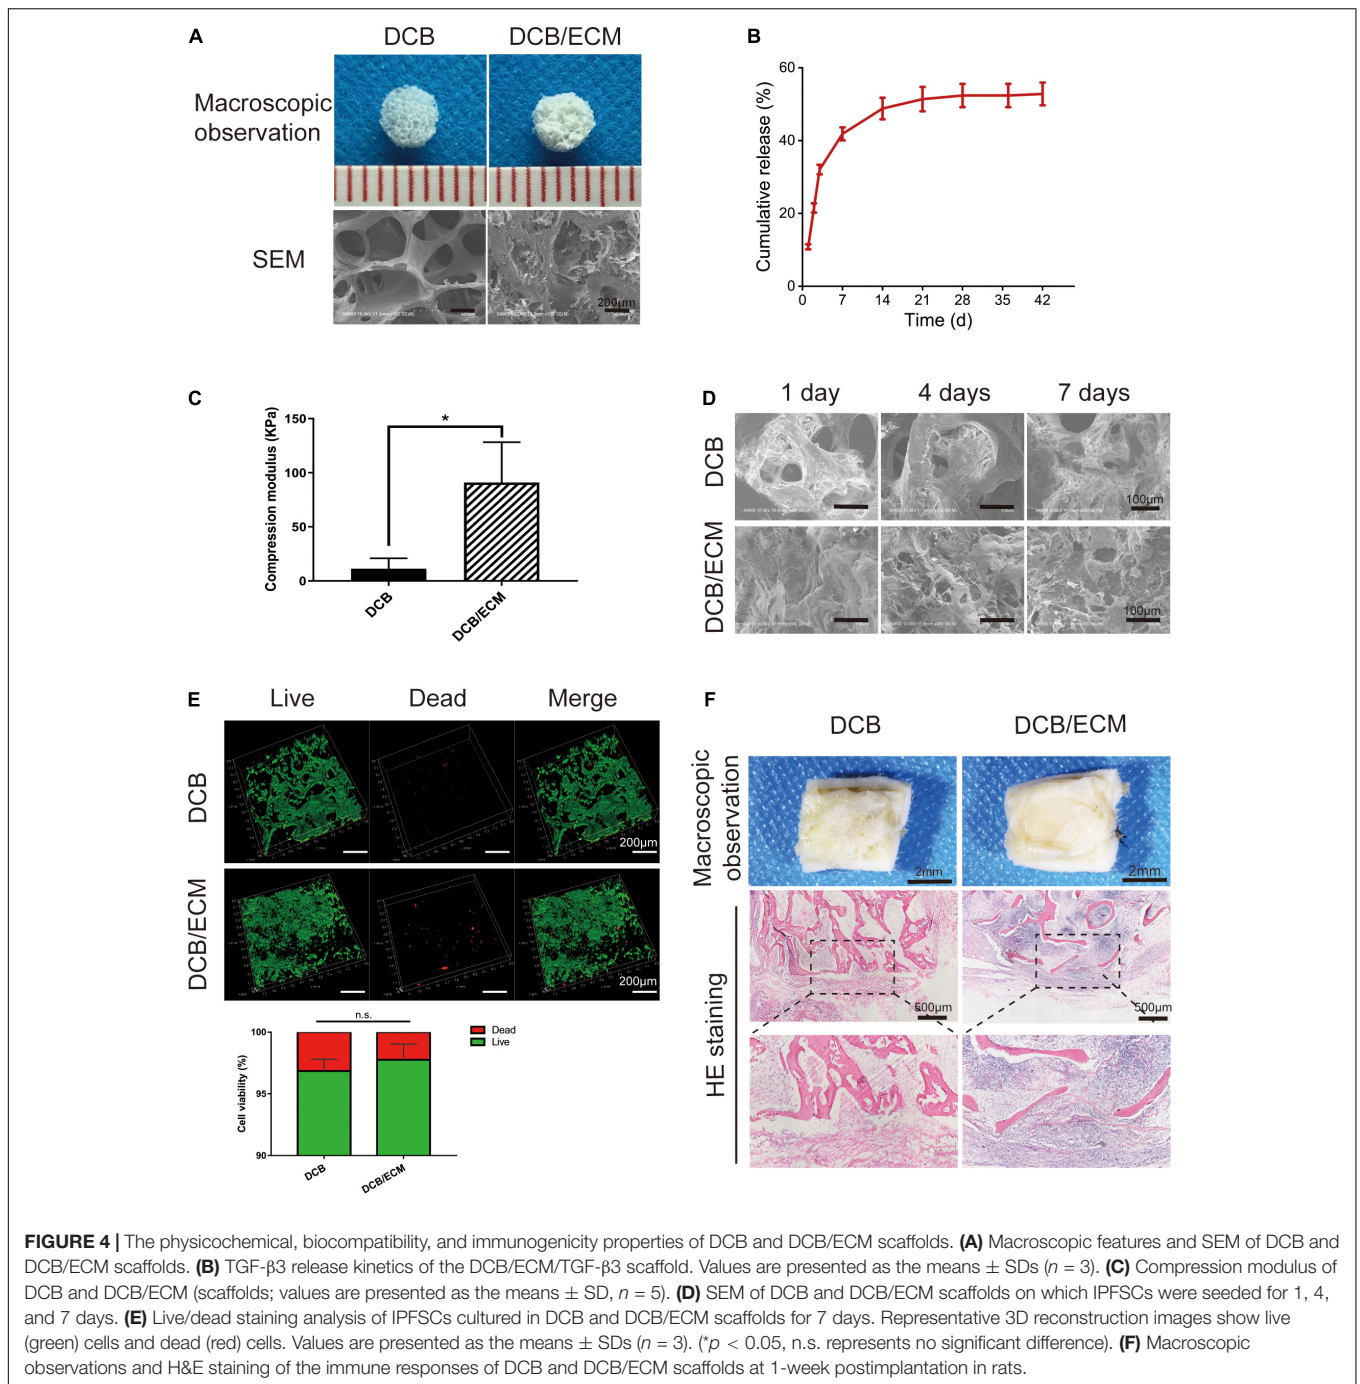 A
DCB
DCB/ECM
Macroscopic
observation
SEM
200μm
B
Cumulative release (%)
60
40
20
0
0 7 14 21 28 35 42
Time (d)
C
Compression modulus (KPa)
150
100
50
0
*
DCB
DCB/ECM
D
1 day
4 days
7 days
DCB
100μm
DCB/ECM
100μm
E
Live
Dead
Merge
DCB
200μm
DCB/ECM
200μm
n.s.
Dead
Live
Cell viability (%)
100
95
90
DCB
DCB/ECM
F
DCB
DCB/ECM
Macroscopic
observation
2mm
2mm
HE staining
500μm
500μm
FIGURE 4 | The physicochemical, biocompatibility, and immunogenicity properties of DCB and DCB/ECM scaffolds. (A) Macroscopic features and SEM of DCB and
DCB/ECM scaffolds. (B) TGF-β3 release kinetics of the DCB/ECM/TGF-β3 scaffold. Values are presented as the means ± SDs (n = 3). (C) Compression modulus of
DCB and DCB/ECM (scaffolds; values are presented as the means ± SD, n = 5). (D) SEM of DCB and DCB/ECM scaffolds on which IPFSCs were seeded for 1, 4,
and 7 days. (E) Live/dead staining analysis of IPFSCs cultured in DCB and DCB/ECM scaffolds for 7 days. Representative 3D reconstruction images show live
(green) cells and dead (red) cells. Values are presented as the means ± SDs (n = 3). (*p < 0.05, n.s. represents no significant difference). (F) Macroscopic
observations and H&E staining of the immune responses of DCB and DCB/ECM scaffolds at 1-week postimplantation in rats.